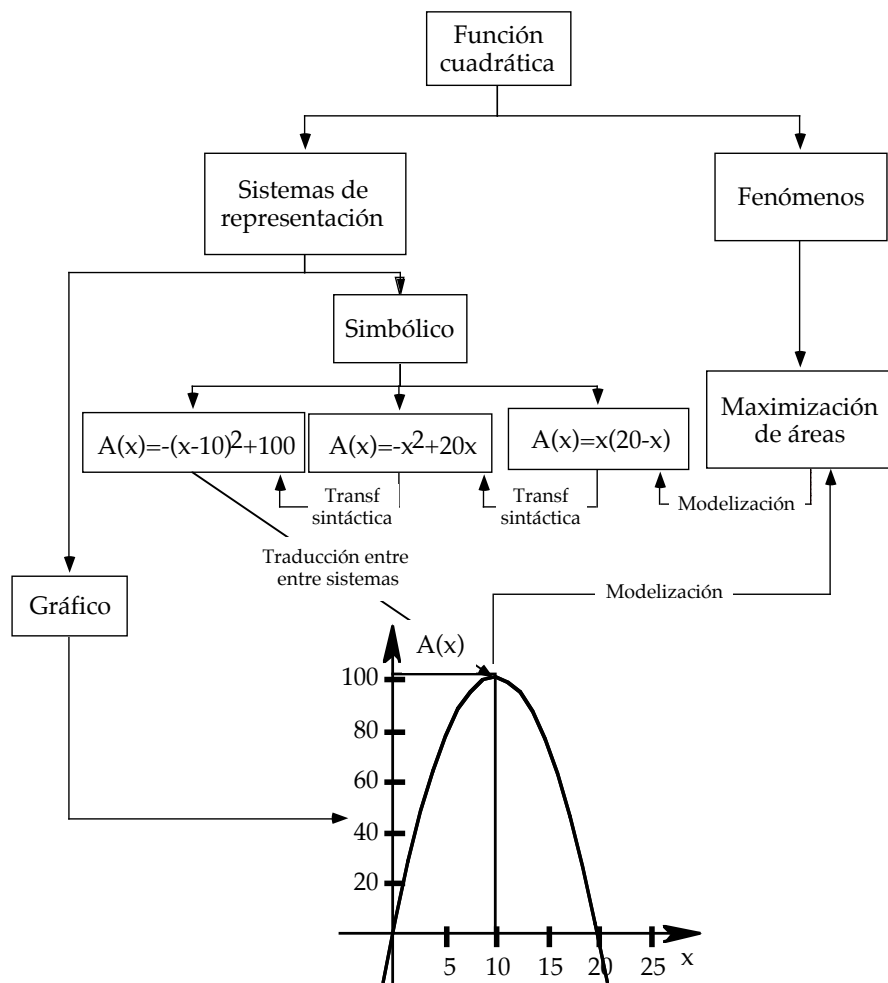 Función
cuadrática
Sistemas de
representación
Fenómenos
Simbólico
Maximización
de áreas
A(x)=-(x-10)²+100
A(x)=-x²+20x
A(x)=x(20-x)
Transf
sintáctica
Transf
sintáctica
Modelización
Traducción entre
entre sistemas
Gráfico
Modelización
A(x)
100
80
60
40
20
5 10 15 20 25 x